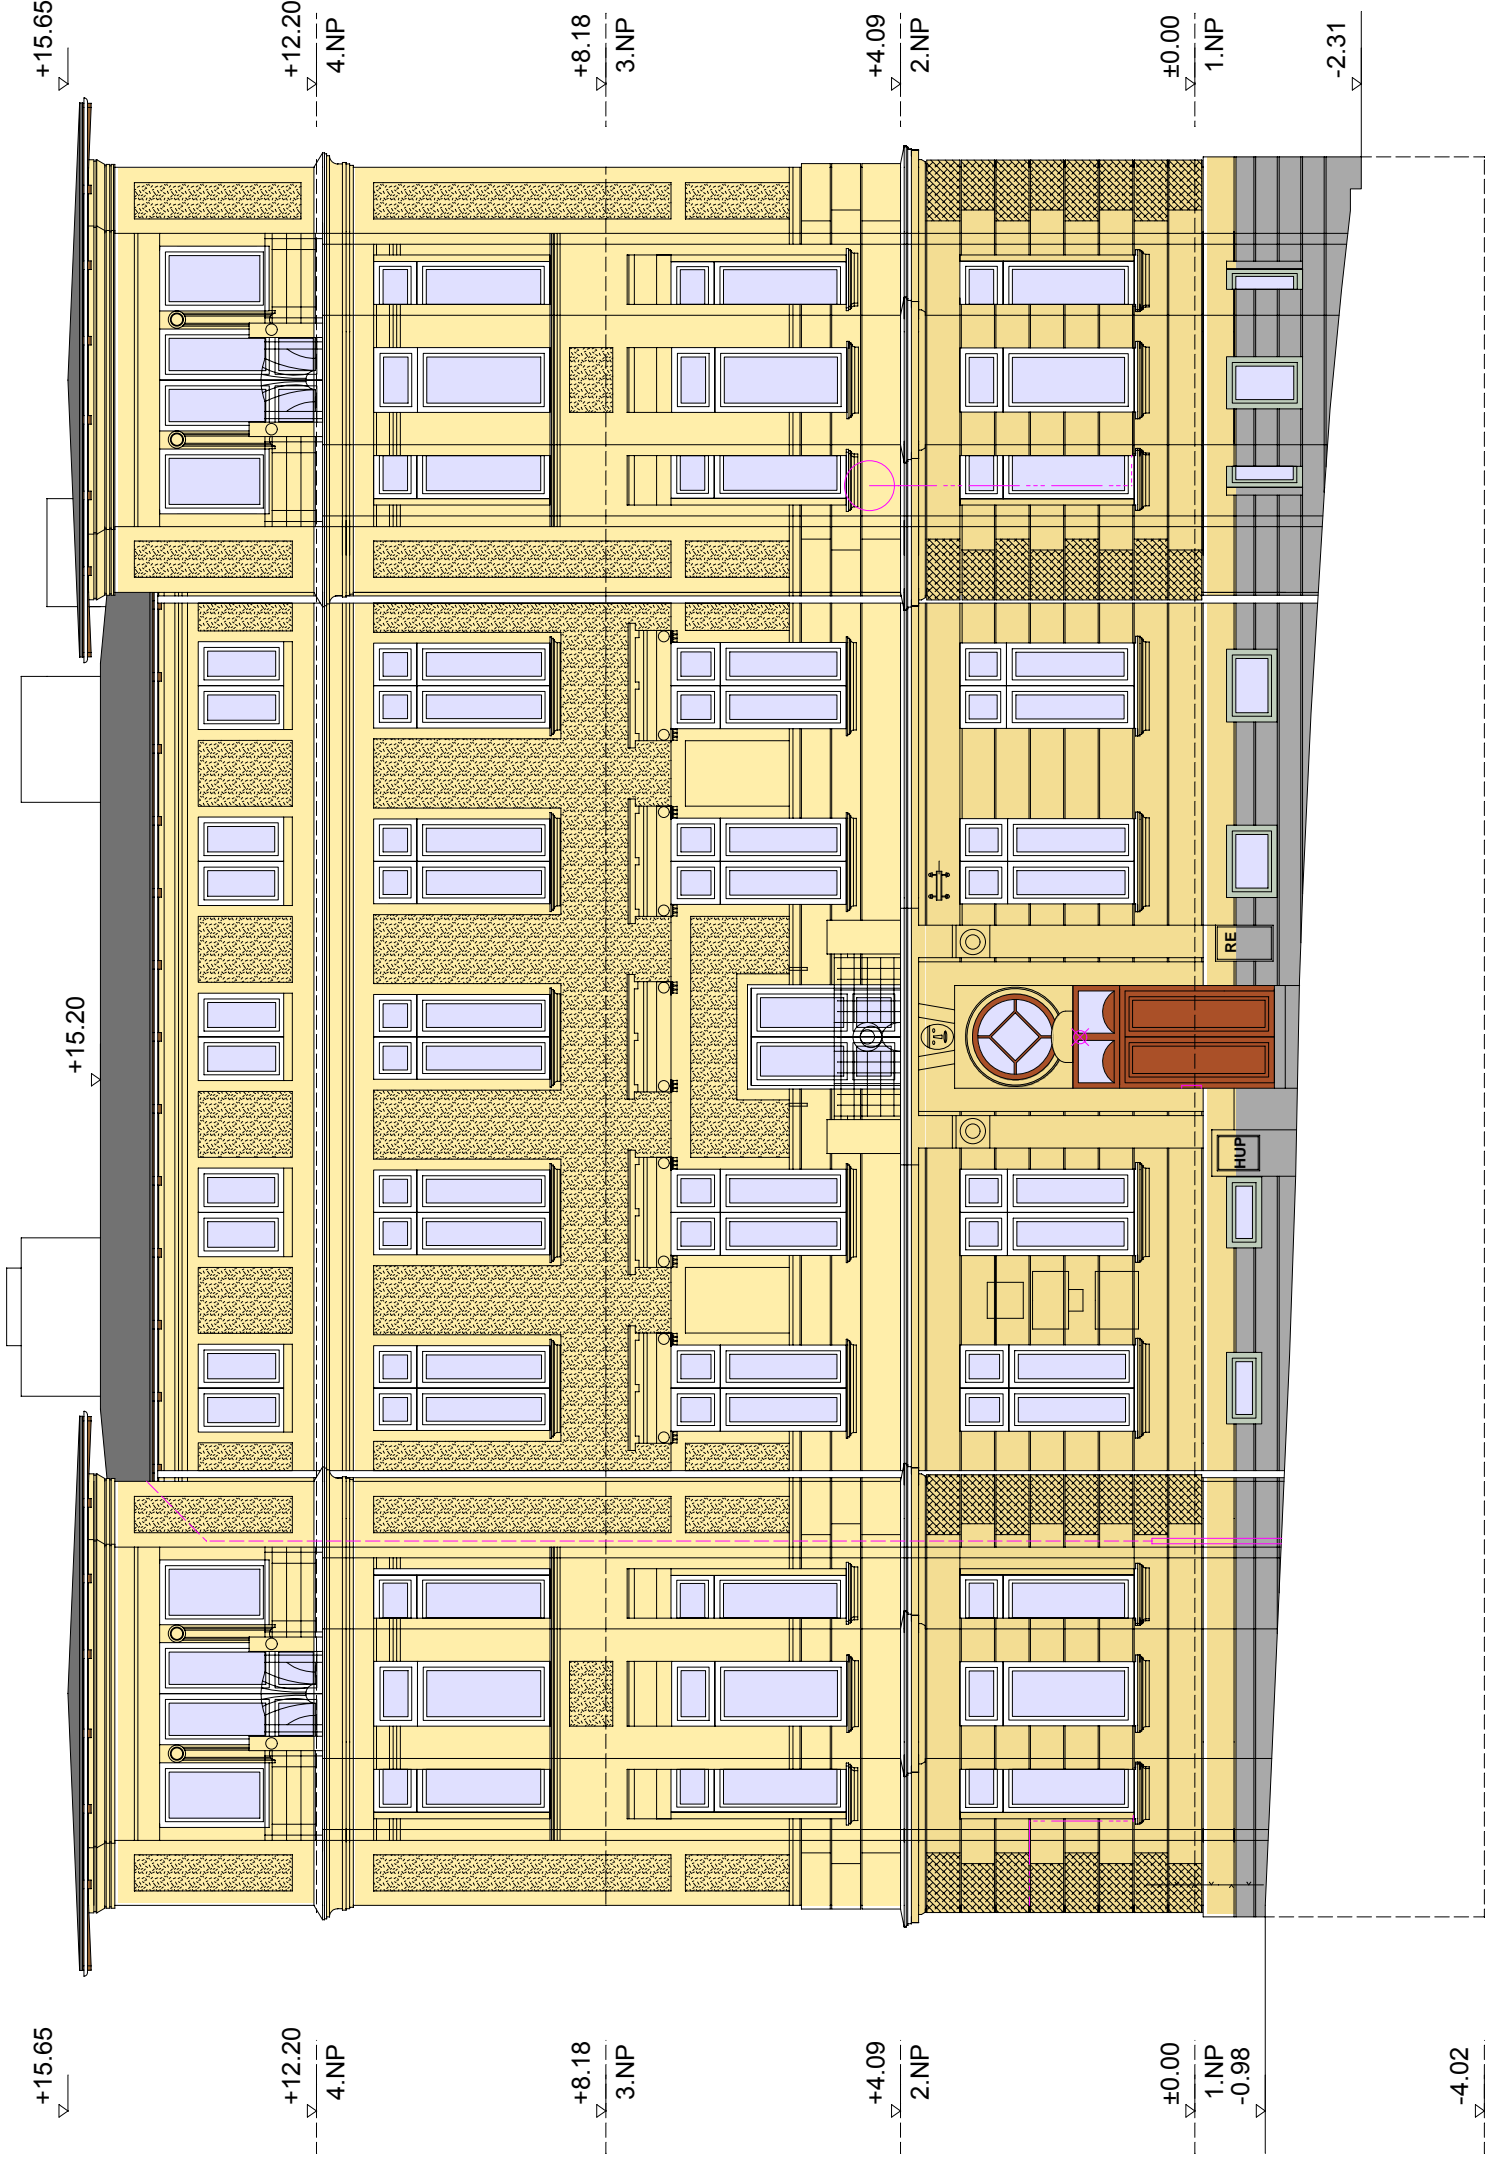 +15.65
+12.20
4.NP
+8.18
3.NP
+4.09
2.NP
±0.00
1.NP
-0.98
-4.02
+15.20
HUP
RE
+15.65
+12.20
4.NP
+8.18
3.NP
+4.09
2.NP
±0.00
1.NP
-2.31